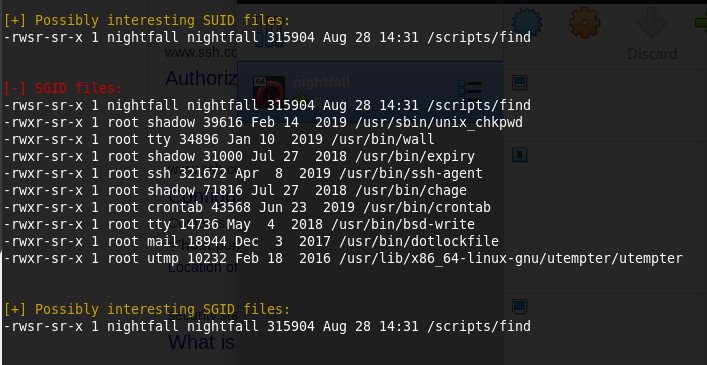 [+] Possibly interesting SUID files:
-rwsr-sr-x 1 nightfall nightfall 315904 Aug 28 14:31 /scripts/find
www.ssh.co
Discard
Authoriz
nightfall
64
[-] SGID files:
-rwsr-sr-x 1 nightfall nightfall 315904 Aug 28 14:31 /scripts/find
-rwxr-sr-x 1 root shadow 39616 Feb 14  2019 /usr/sbin/unix_chkpwd
-rwxr-sr-x 1 root tty 34896 Jan 10  2019 /usr/bin/wall
-rwxr-sr-x 1 root shadow 31000 Jul 27  2018 /usr/bin/expiry
-rwxr-sr-x 1 root ssh 321672 Apr  8  2019 /usr/bin/ssh-agent
-rwxr-sr-x 1 root shadow 71816 Jul 27  2018 /usr/bin/chage
-rwxr-sr-x 1 root crontab 43568 Jun 23  2019 /usr/bin/crontab
-rwxr-sr-x 1 root tty 14736 May  4  2018 /usr/bin/bsd-write
-rwxr-sr-x 1 root mail 18944 Dec  3  2017 /usr/bin/dotlockfile
-rwxr-sr-x 1 root utmp 10232 Feb 18  2016 /usr/lib/x86_64-linux-gnu/utempter/utempter
Location of
[+] Possibly interesting SGID files:
-rwsr-sr-x 1 nightfall nightfall 315904 Aug 28 14:31 /scripts/find
What is